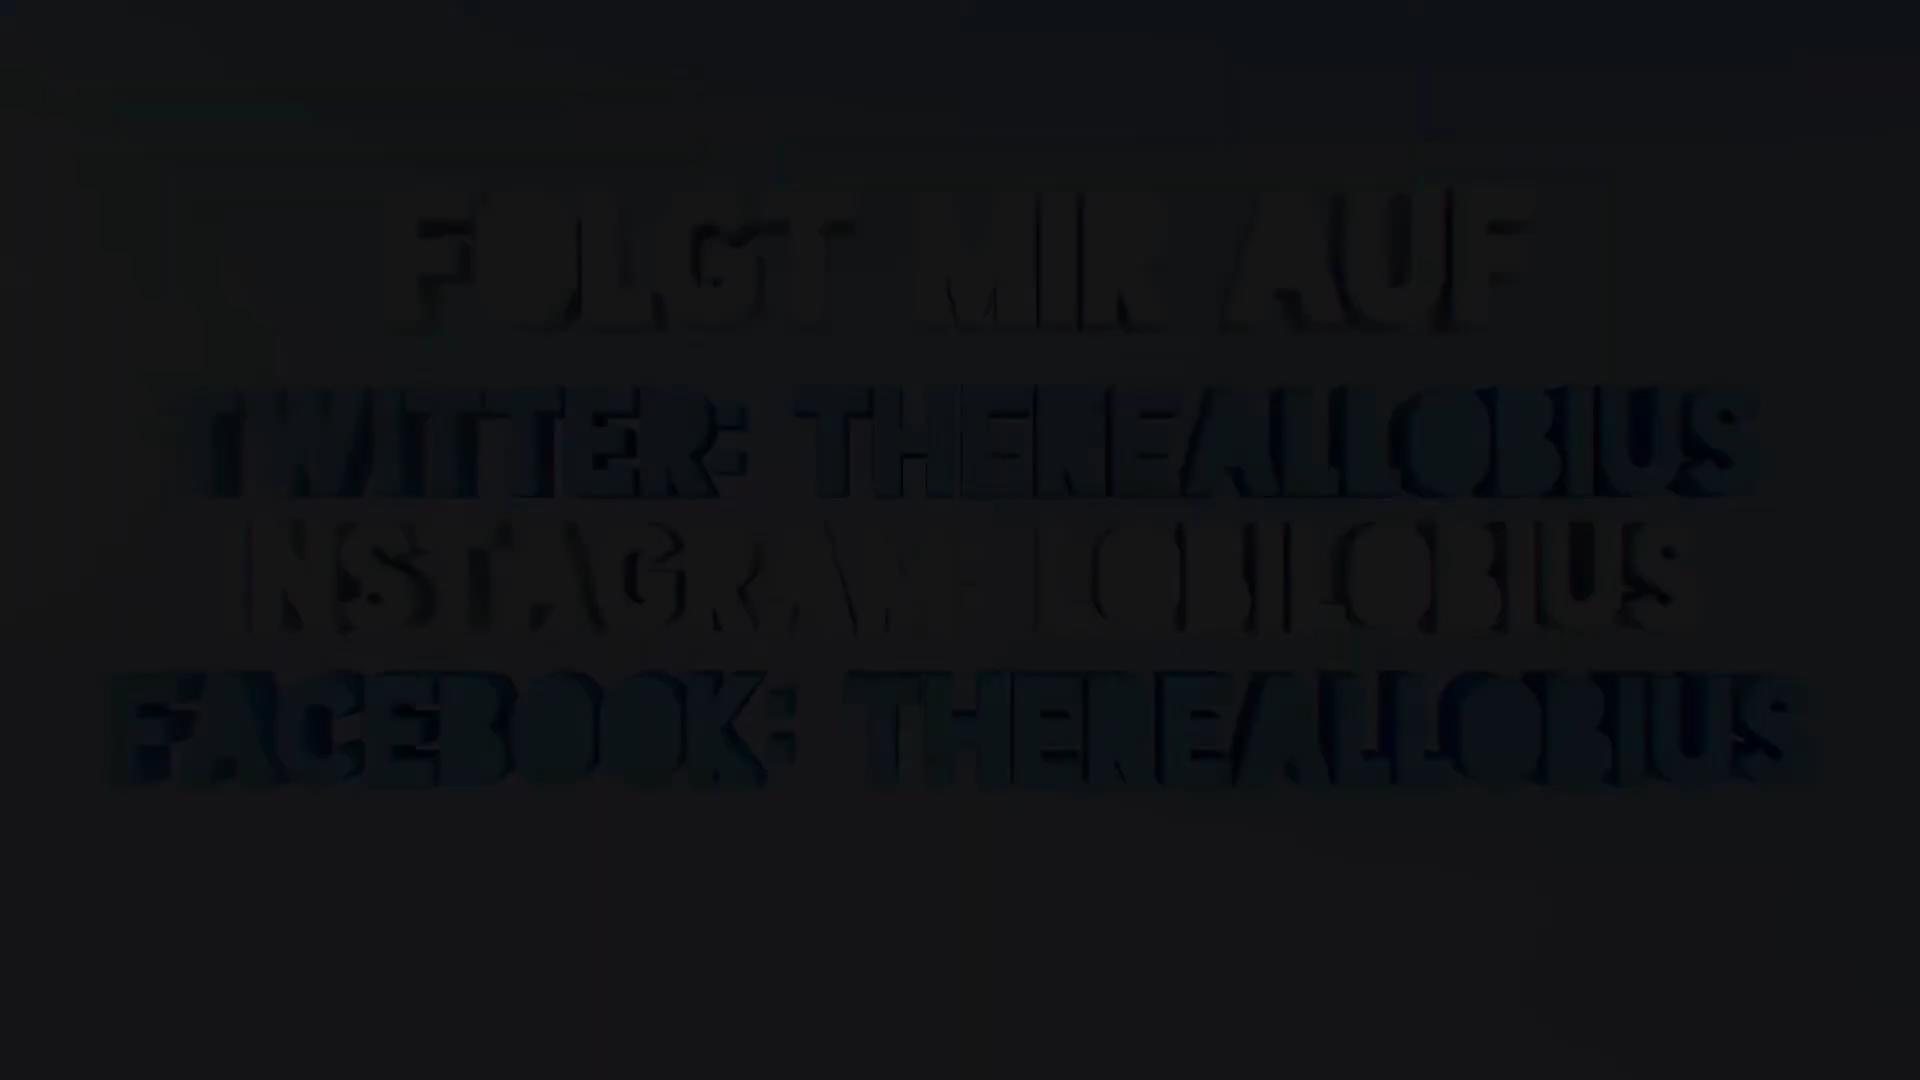 FOLGT MIR AUF
TWITTER: THEREALLOBIUS
INSTAGRAM: LOBILOBIUS
FACEBOOK: THEREALLOBIUS